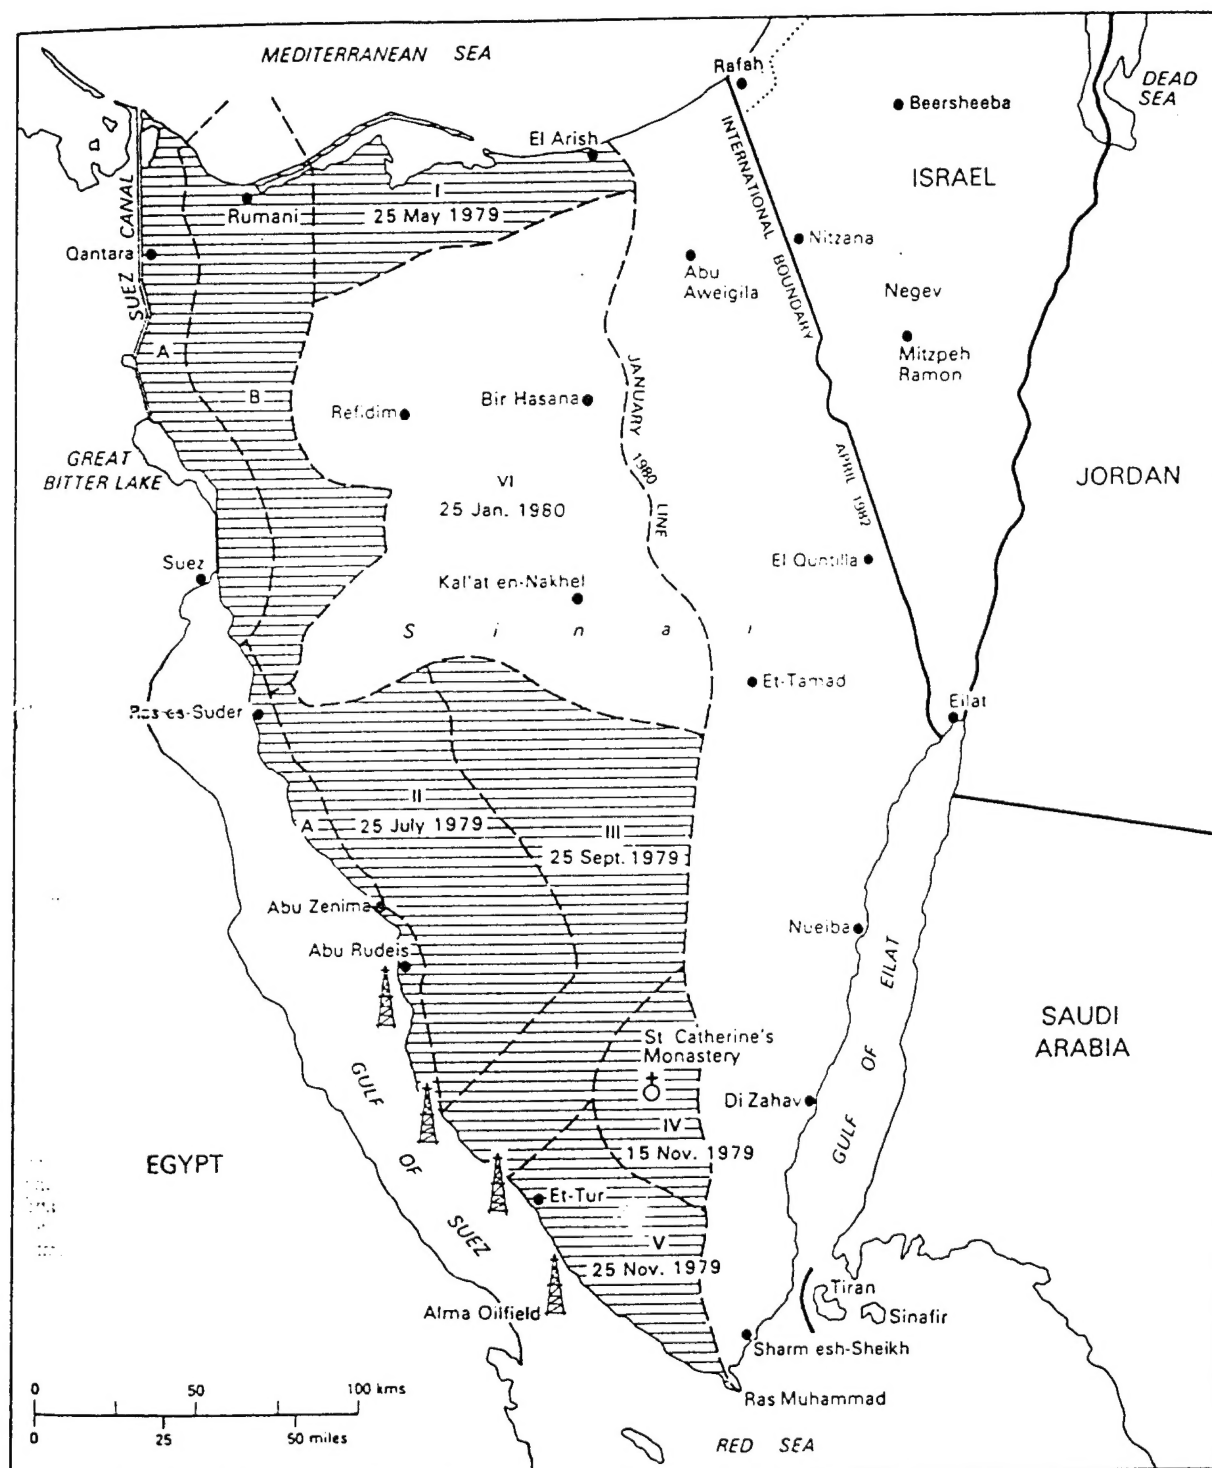 MEDITERRANEAN SEA
Rafah
DEAD
SEA
Beersheeba
El Arish
INTERNATIONAL BOUNDARY
ISRAEL
I
25 May 1979
Rumani
SUEZ CANAL
Qantara
Nitzana
Abu
Aweigila
Negev
Mitzpeh
Ramon
A
B
JANUARY 1980 LINE
Refidim
Bir Hasana
GREAT
BITTER LAKE
APRIL 1982
JORDAN
VI
25 Jan. 1980
Suez
El Quntilla
Kal'at en-Nakhel
Sinai
Et-Tamad
Ras es-Suder
Eilat
II
A
25 July 1979
III
25 Sept. 1979
Abu Zenima
Abu Rudeis
Nueiba
GULF OF EILAT
SAUDI
ARABIA
St Catherine's
Monastery
GULF OF SUEZ
Di Zahav
IV
15 Nov. 1979
EGYPT
Et-Tur
V
25 Nov. 1979
Alma Oilfield
Tiran
Sinafir
Sharm esh-Sheikh
Ras Muhammad
0 50 100 kms
0 25 50 miles
RED SEA